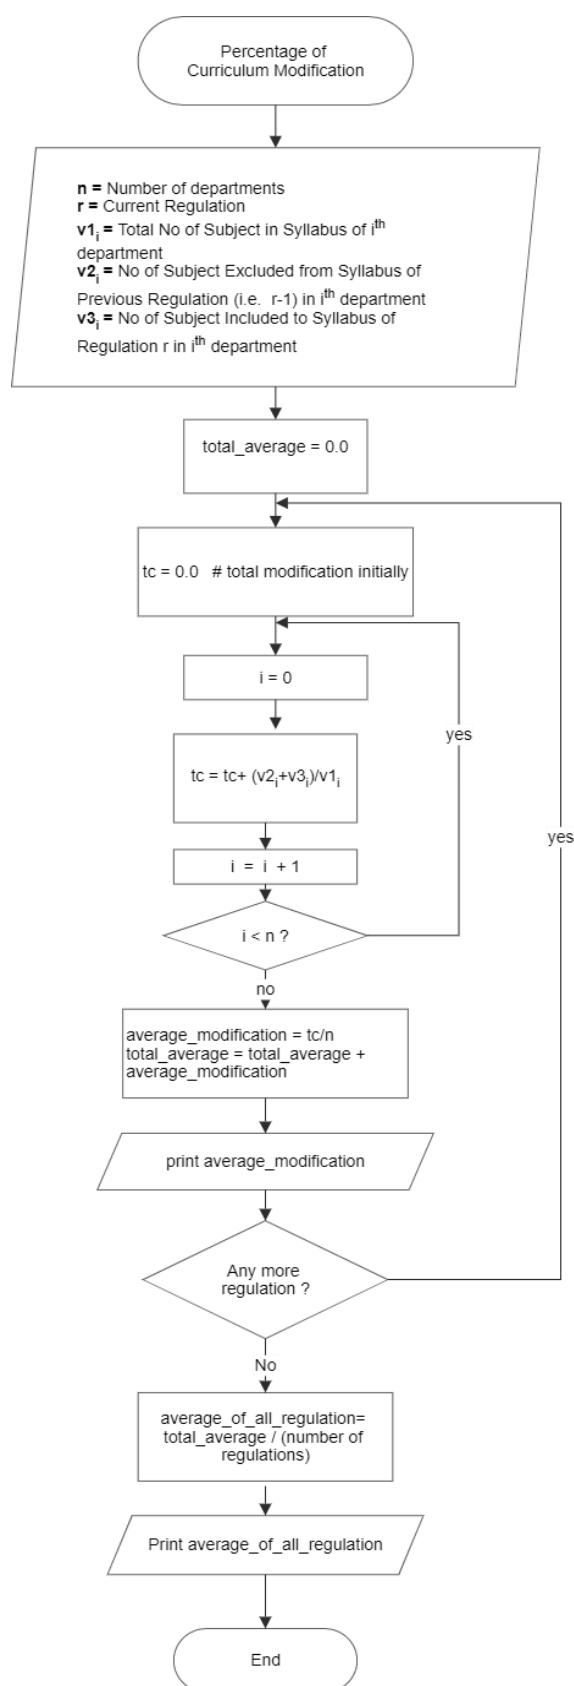 Percentage of
Curriculum Modification
n = Number of departments
r = Current Regulation
v1i = Total No of Subject in Syllabus of ith
department
v2i = No of Subject Excluded from Syllabus of
Previous Regulation (i.e. r-1) in ith department
v3i = No of Subject Included to Syllabus of
Regulation r in ith department
total_average = 0.0
tc = 0.0 # total modification initially
i = 0
yes
tc = tc+ (v2i+v3i)/v1i
yes
i = i + 1
i < n ?
no
average_modification = tc/n
total_average = total_average +
average_modification
print average_modification
Any more
regulation ?
No
average_of_all_regulation=
total_average / (number of
regulations)
Print average_of_all_regulation
End